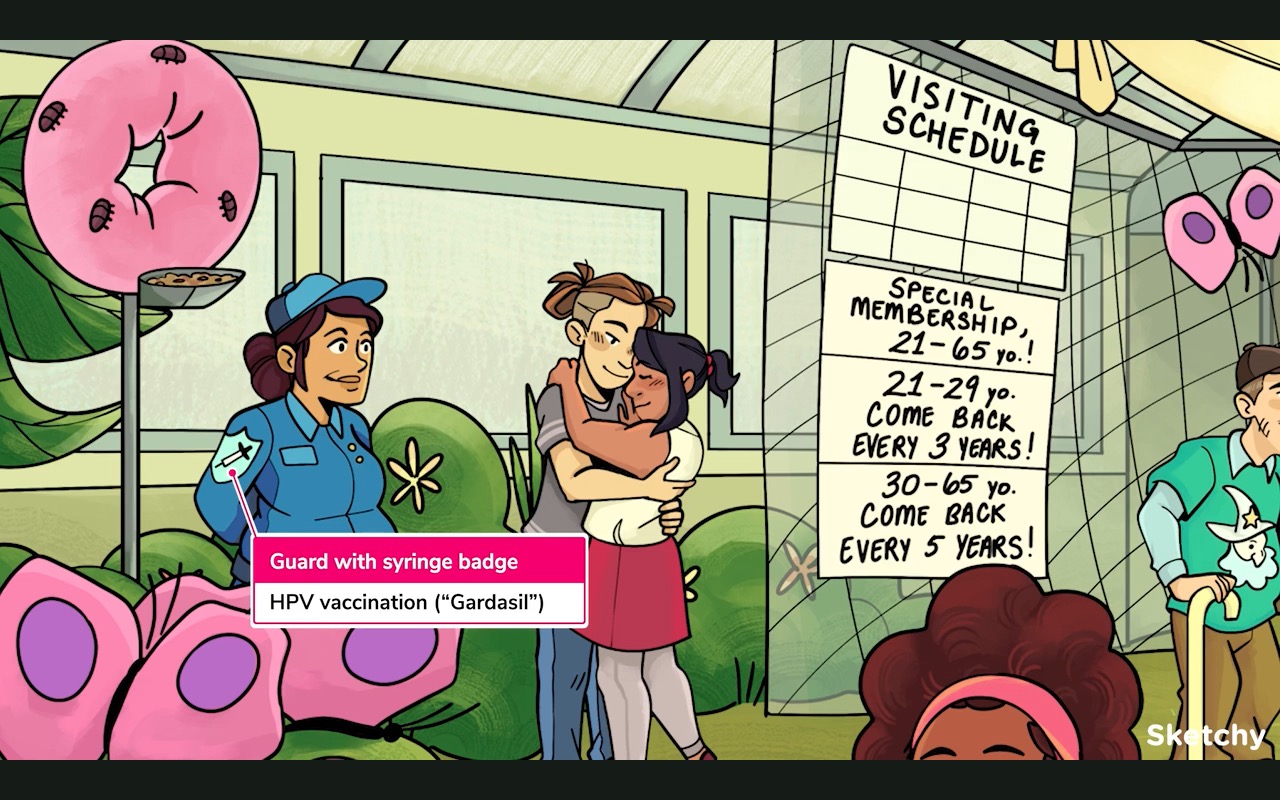 VISITING
SCHEDULE
SPECIAL
MEMBERSHIP,
21-65 yo.!
21-29 yo.
COME BACK
EVERY 3 YEARS!
30-65 yo.
COME BACK
EVERY 5 YEARS!
Guard with syringe badge
HPV vaccination (“Gardasil”)
Sketchy